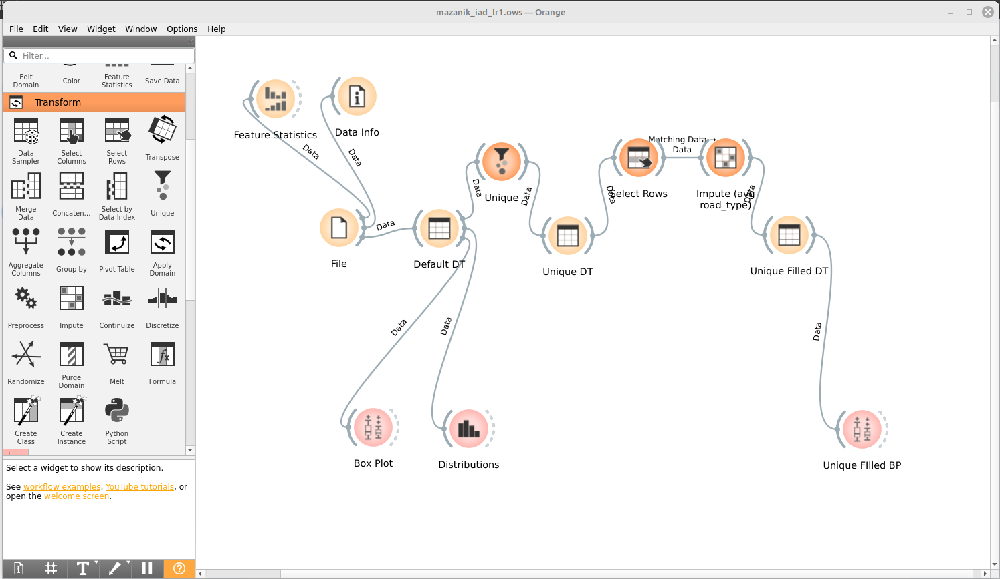 mazanik_iad_lr1.ows — Orange
File Edit View Widget Window Options Help
Filter...
Edit Domain
Color
Feature Statistics
Save Data
Transform
Data Sampler
Select Columns
Select Rows
Transpose
Merge Data
Concaten...
Select by Data Index
Unique
Aggregate Columns
Group by
Pivot Table
Apply Domain
Preprocess
Impute
Continuize
Discretize
Randomize
Purge Domain
Melt
Formula
Create Class
Create Instance
Python Script
Select a widget to show its description.
See workflow examples, YouTube tutorials, or
open the welcome screen.
Feature Statistics
Data Info
Data
Data
File
Data
Default DT
Data
Unique
Data
Unique DT
Data
Select Rows
Matching Data →
Data
Impute (avg
road_type)
Data
Unique Filled DT
Data
Data
Data
Box Plot
Distributions
Unique FIlled BP